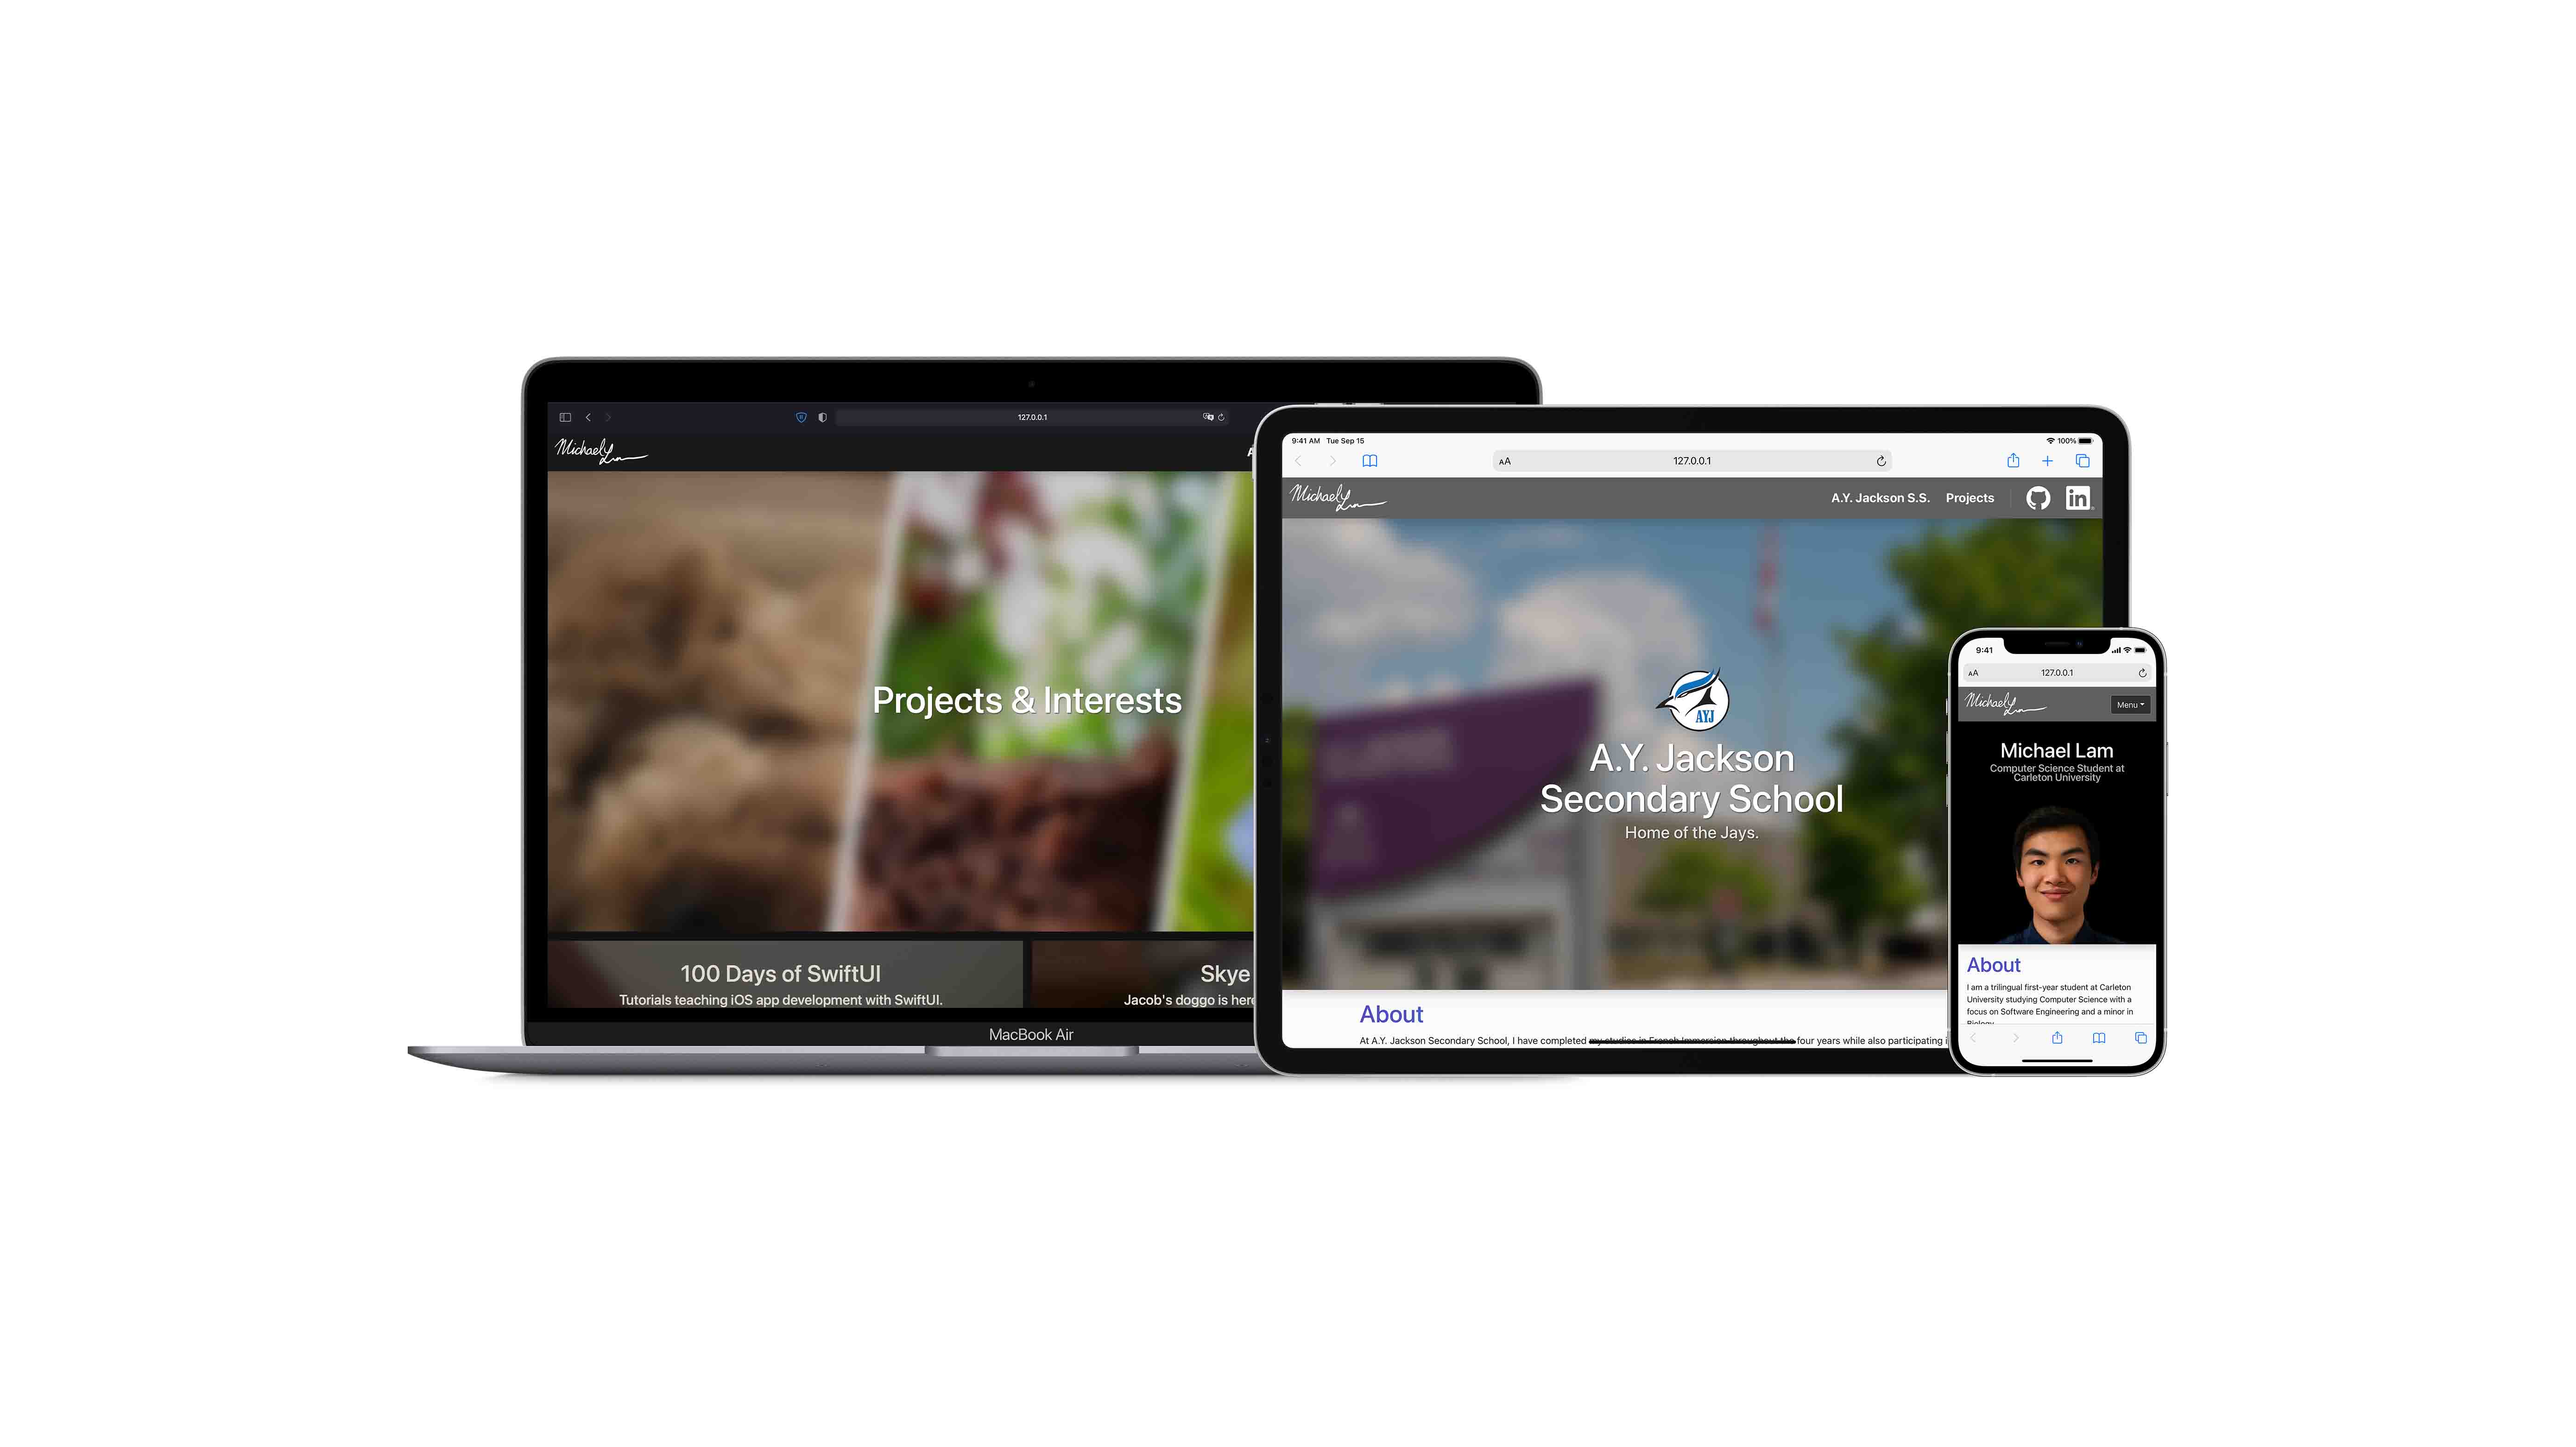 127.0.0.1
Michael Lam
Projects & Interests
100 Days of SwiftUI
Tutorials teaching iOS app development with SwiftUI.
Skye
Jacob's doggo is here
MacBook Air
9:41 AM Tue Sep 15
100%
AA 127.0.0.1
Michael Lam
A.Y. Jackson S.S. Projects in
AYJ
A.Y. Jackson
Secondary School
Home of the Jays.
About
At A.Y. Jackson Secondary School, I have completed my studies in French Immersion throughout the four years while also participating
9:41
AA 127.0.0.1
Michael Lam
Menu
Michael Lam
Computer Science Student at
Carleton University
About
I am a trilingual first-year student at Carleton
University studying Computer Science with a
focus on Software Engineering and a minor in
Biology